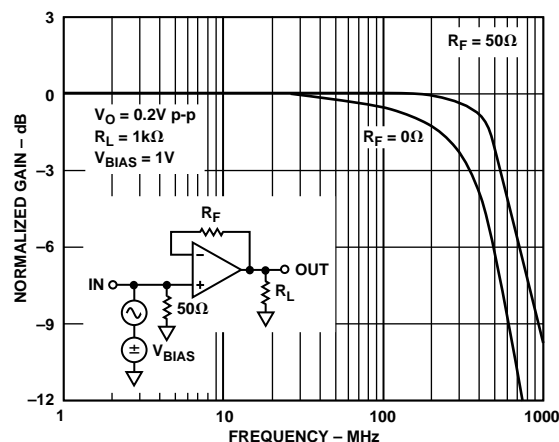 R_F = 50Ω
3
0
–3
–6
–9
–12
NORMALIZED GAIN – dB
V_O = 0.2V p-p
R_L = 1kΩ
V_BIAS = 1V
R_F = 0Ω
R_F
–
+
IN
OUT
50Ω
R_L
±
V_BIAS
1
10
100
1000
FREQUENCY – MHz